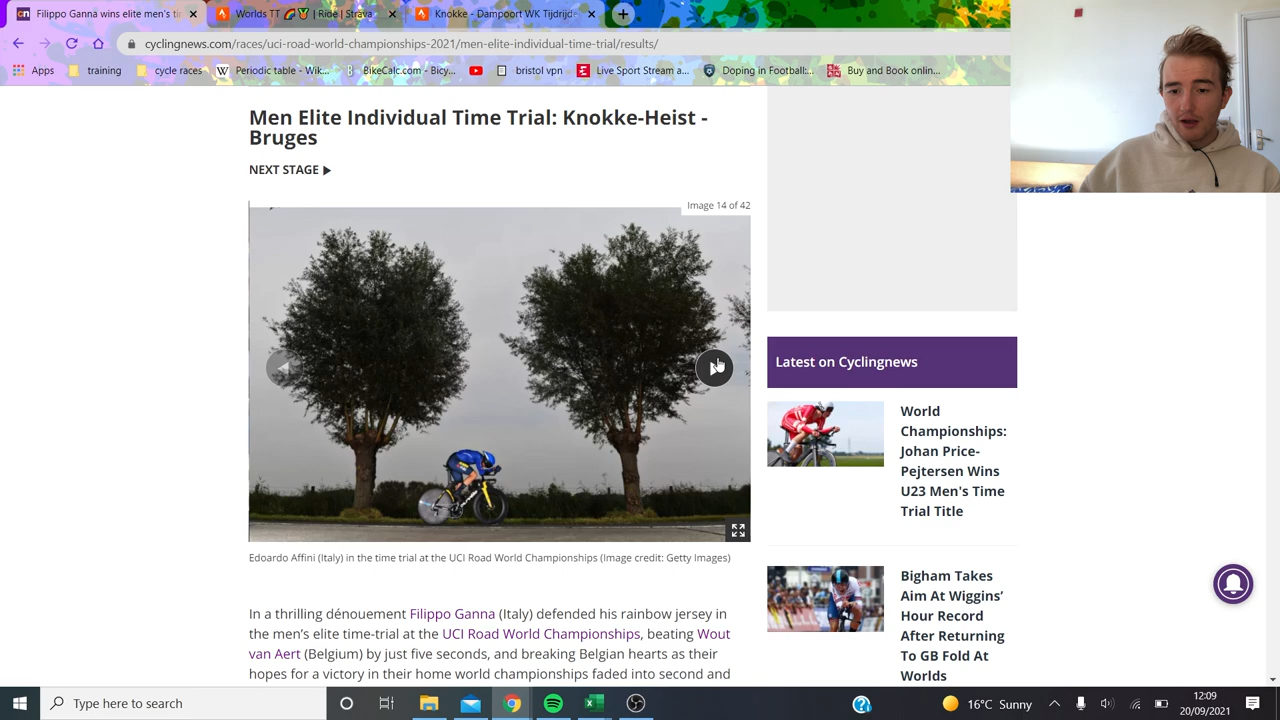 Filippo Ganna wins elite men's ti
Worlds TT 🌈🥇 | Ride | Strava
Knokke - Dampoort WK Tijdrijde
cyclingnews.com/races/uci-road-world-championships-2021/men-elite-individual-time-trial/results/
Apps
training
cycle races
Periodic table - Wik...
BikeCalc.com - Bicy...
bristol vpn
Live Sport Stream a...
Doping in Football:...
Buy and Book onlin...
Men Elite Individual Time Trial: Knokke-Heist -
Bruges
NEXT STAGE
Image 14 of 42
Edoardo Affini (Italy) in the time trial at the UCI Road World Championships (Image credit: Getty Images)
In a thrilling dénouement Filippo Ganna (Italy) defended his rainbow jersey in
the men's elite time-trial at the UCI Road World Championships, beating Wout
van Aert (Belgium) by just five seconds, and breaking Belgian hearts as their
hopes for a victory in their home world championships faded into second and
Latest on Cyclingnews
World
Championships:
Johan Price-
Pejtersen Wins
U23 Men's Time
Trial Title
Bigham Takes
Aim At Wiggins'
Hour Record
After Returning
To GB Fold At
Worlds
Type here to search
16°C Sunny
12:09
20/09/2021